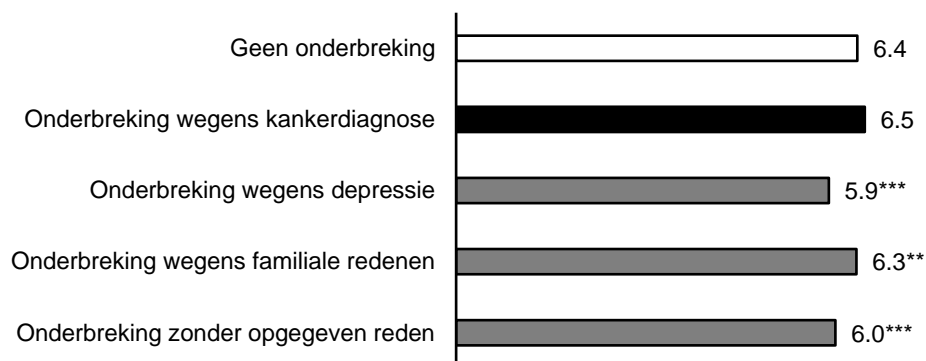 Geen onderbreking 6.4
Onderbreking wegens kankerdiagnose 6.5
Onderbreking wegens depressie 5.9***
Onderbreking wegens familiale redenen 6.3**
Onderbreking zonder opgegeven reden 6.0***